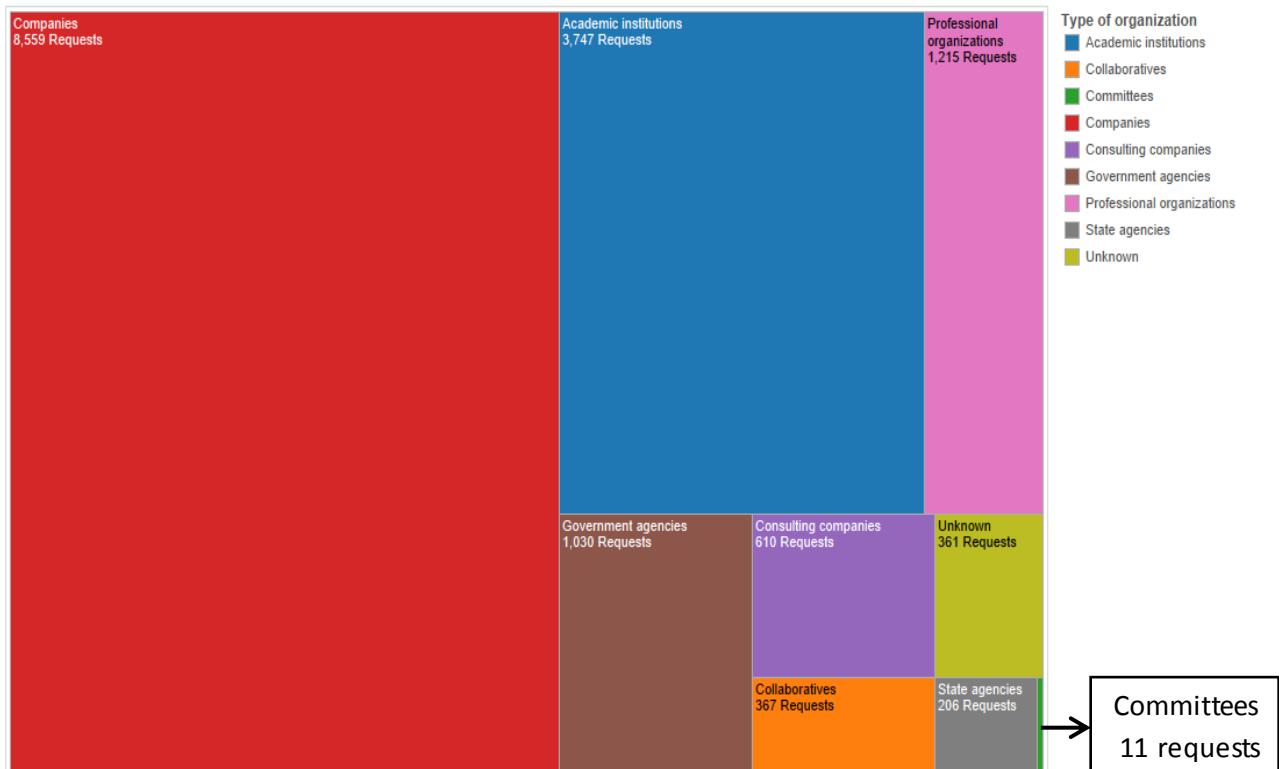 Companies
8,559 Requests
Academic institutions
3,747 Requests
Professional
organizations
1,215 Requests
Government agencies
1,030 Requests
Consulting companies
610 Requests
Unknown
361 Requests
Collaboratives
367 Requests
State agencies
206 Requests
Committees
11 requests
Type of organization
Academic institutions
Collaboratives
Committees
Companies
Consulting companies
Government agencies
Professional organizations
State agencies
Unknown